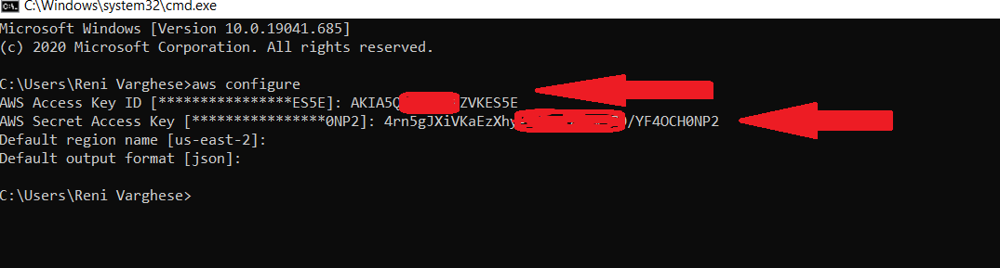 C:\Windows\system32\cmd.exe
Microsoft Windows [Version 10.0.19041.685]
(c) 2020 Microsoft Corporation. All rights reserved.
C:\Users\Reni Varghese>aws configure
AWS Access Key ID [****************ES5E]: AKIA5Q ZVKES5E
AWS Secret Access Key [****************0NP2]: 4rn5gJXiVKaEzXhy /YF4OCH0NP2
Default region name [us-east-2]:
Default output format [json]:
C:\Users\Reni Varghese>